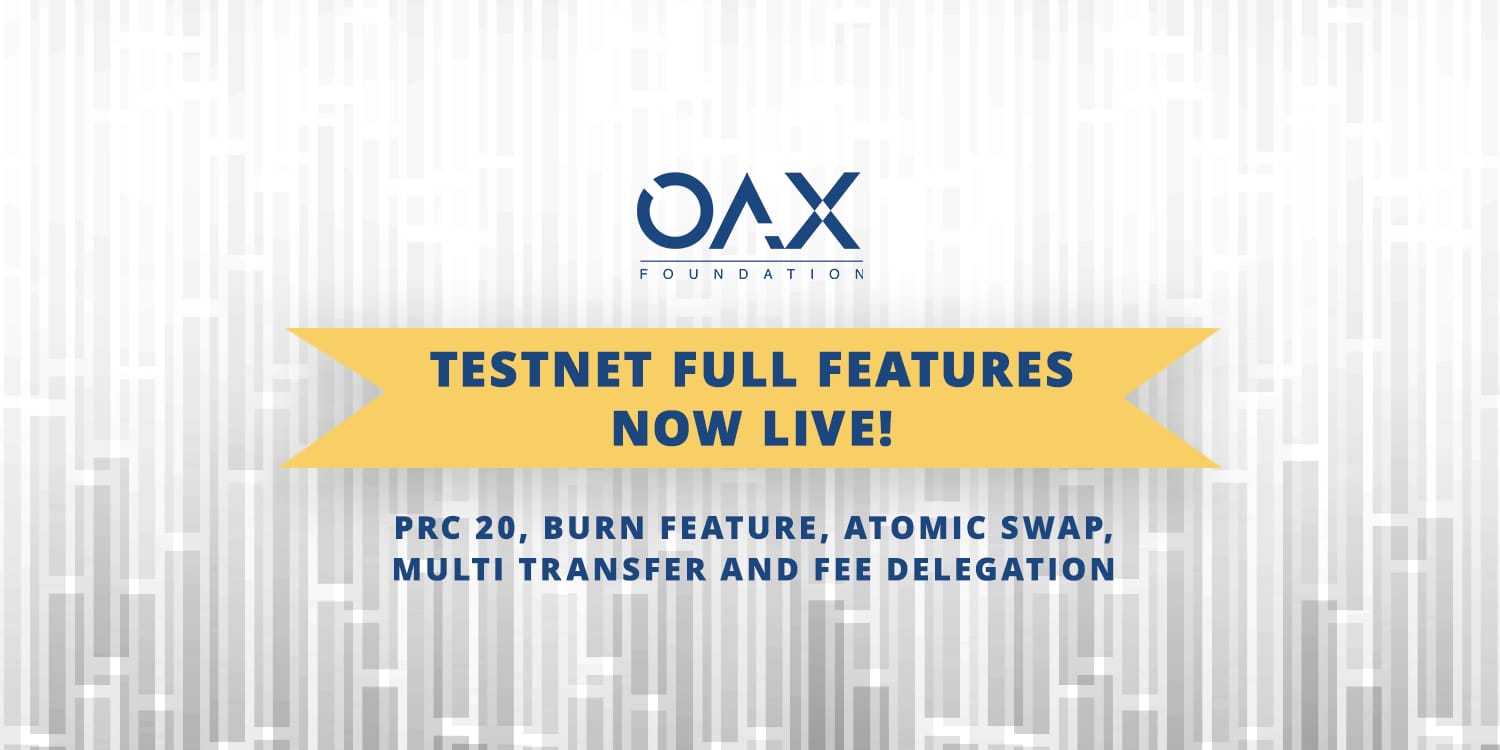 OAX
FOUNDATION
TESTNET FULL FEATURES
NOW LIVE!
PRC 20, BURN FEATURE, ATOMIC SWAP,
MULTI TRANSFER AND FEE DELEGATION